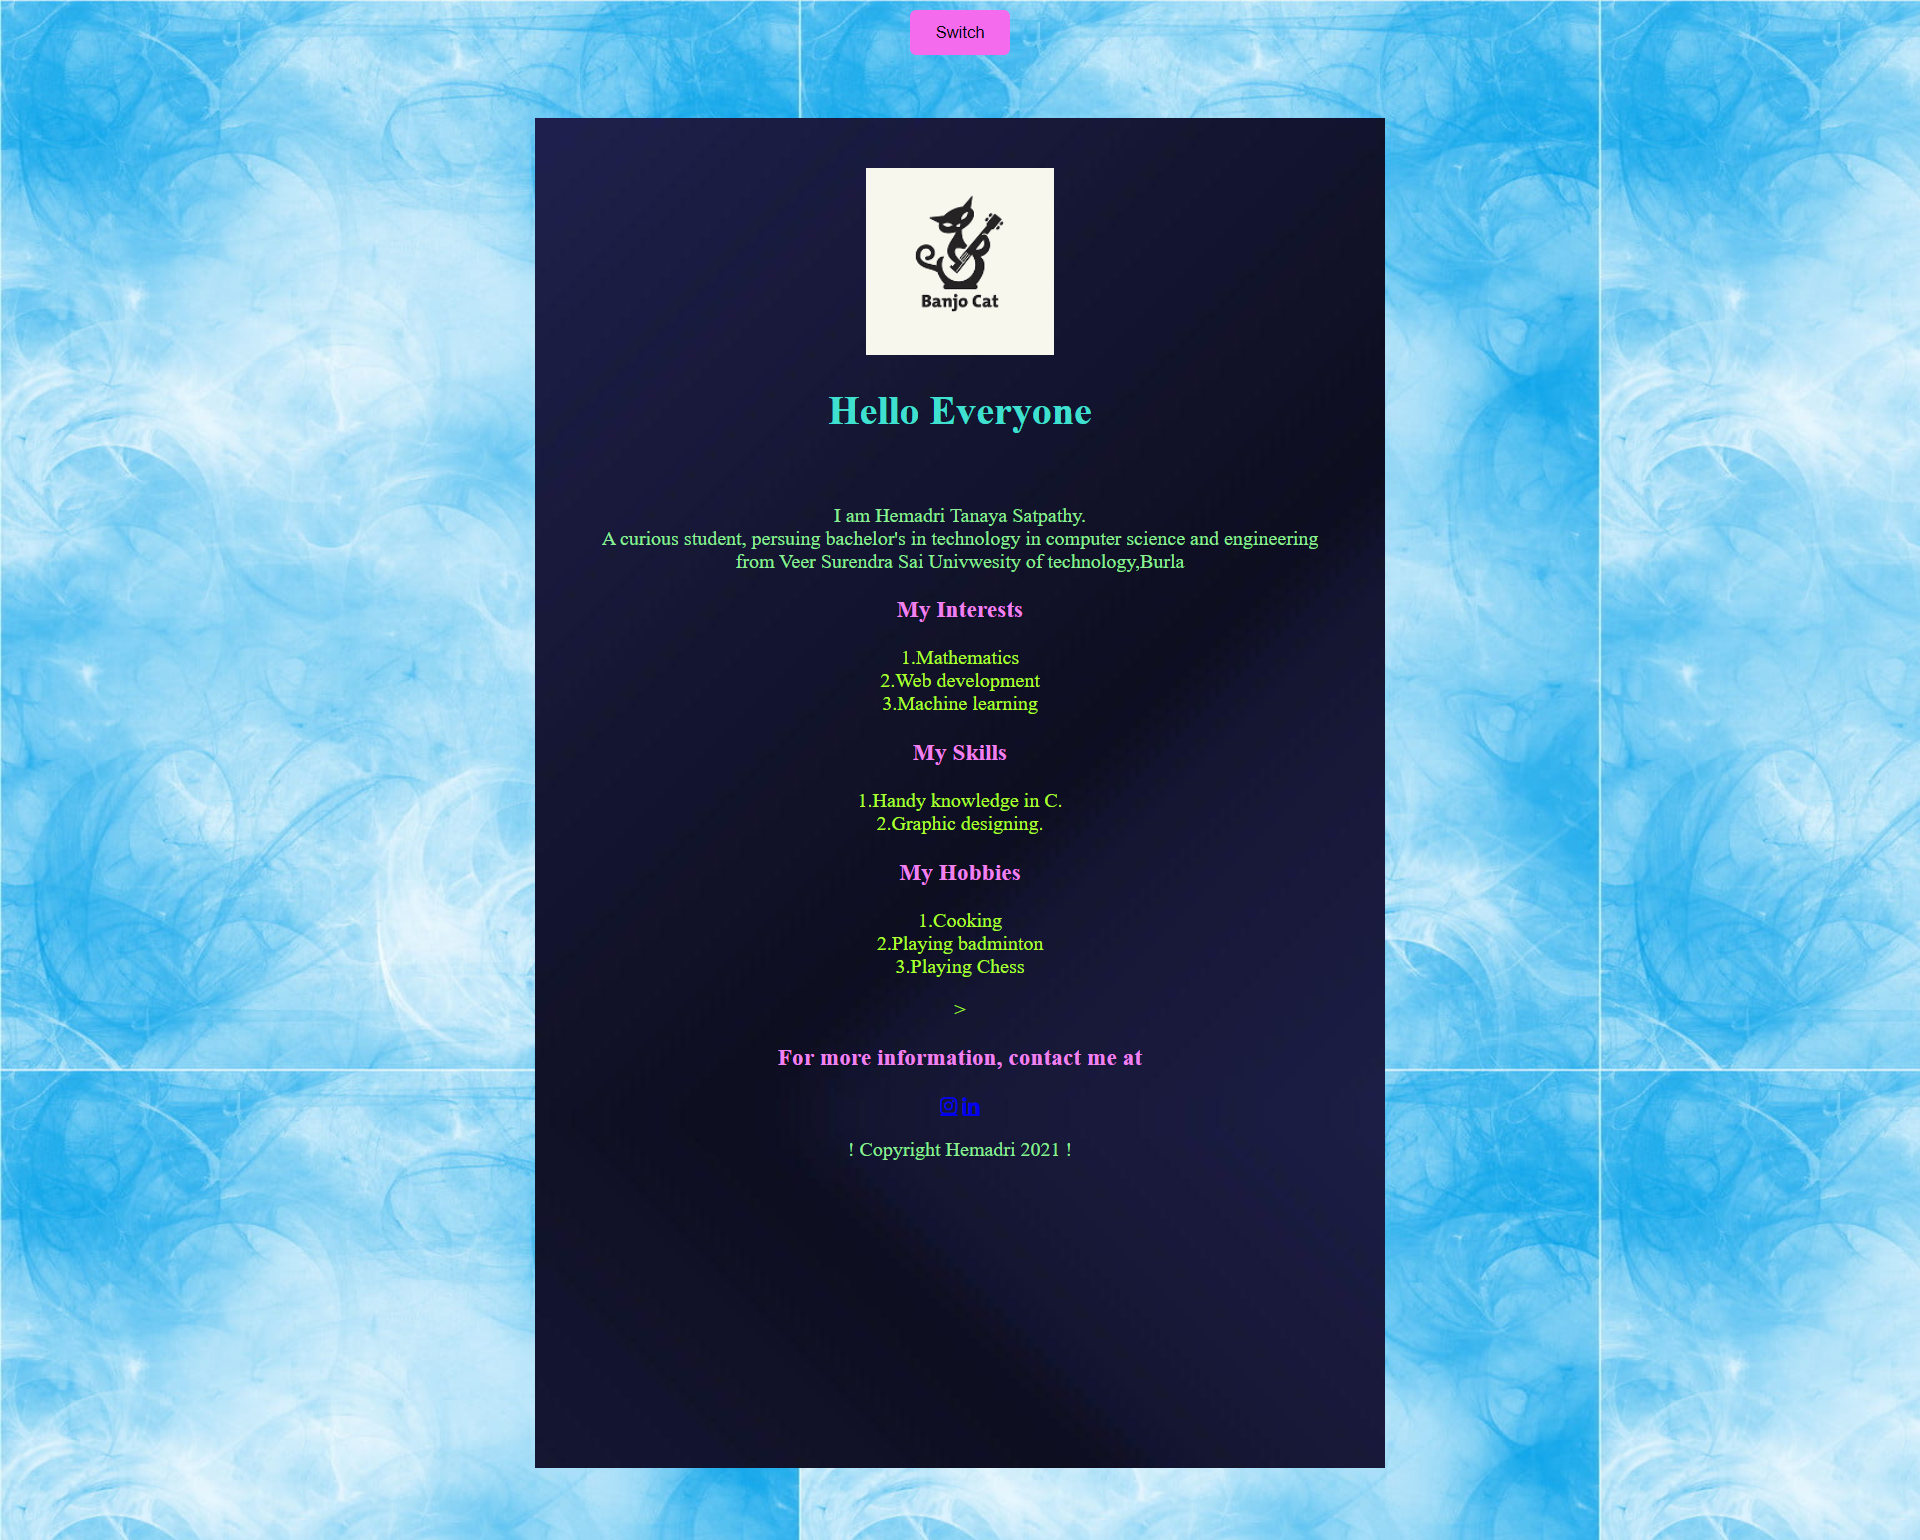 Switch
Banjo Cat
Hello Everyone
I am Hemadri Tanaya Satpathy.
A curious student, persuing bachelor's in technology in computer science and engineering
from Veer Surendra Sai Univwesity of technology,Burla
My Interests
1.Mathematics
2.Web development
3.Machine learning
My Skills
1.Handy knowledge in C.
2.Graphic designing.
My Hobbies
1.Cooking
2.Playing badminton
3.Playing Chess
>
For more information, contact me at
! Copyright Hemadri 2021 !